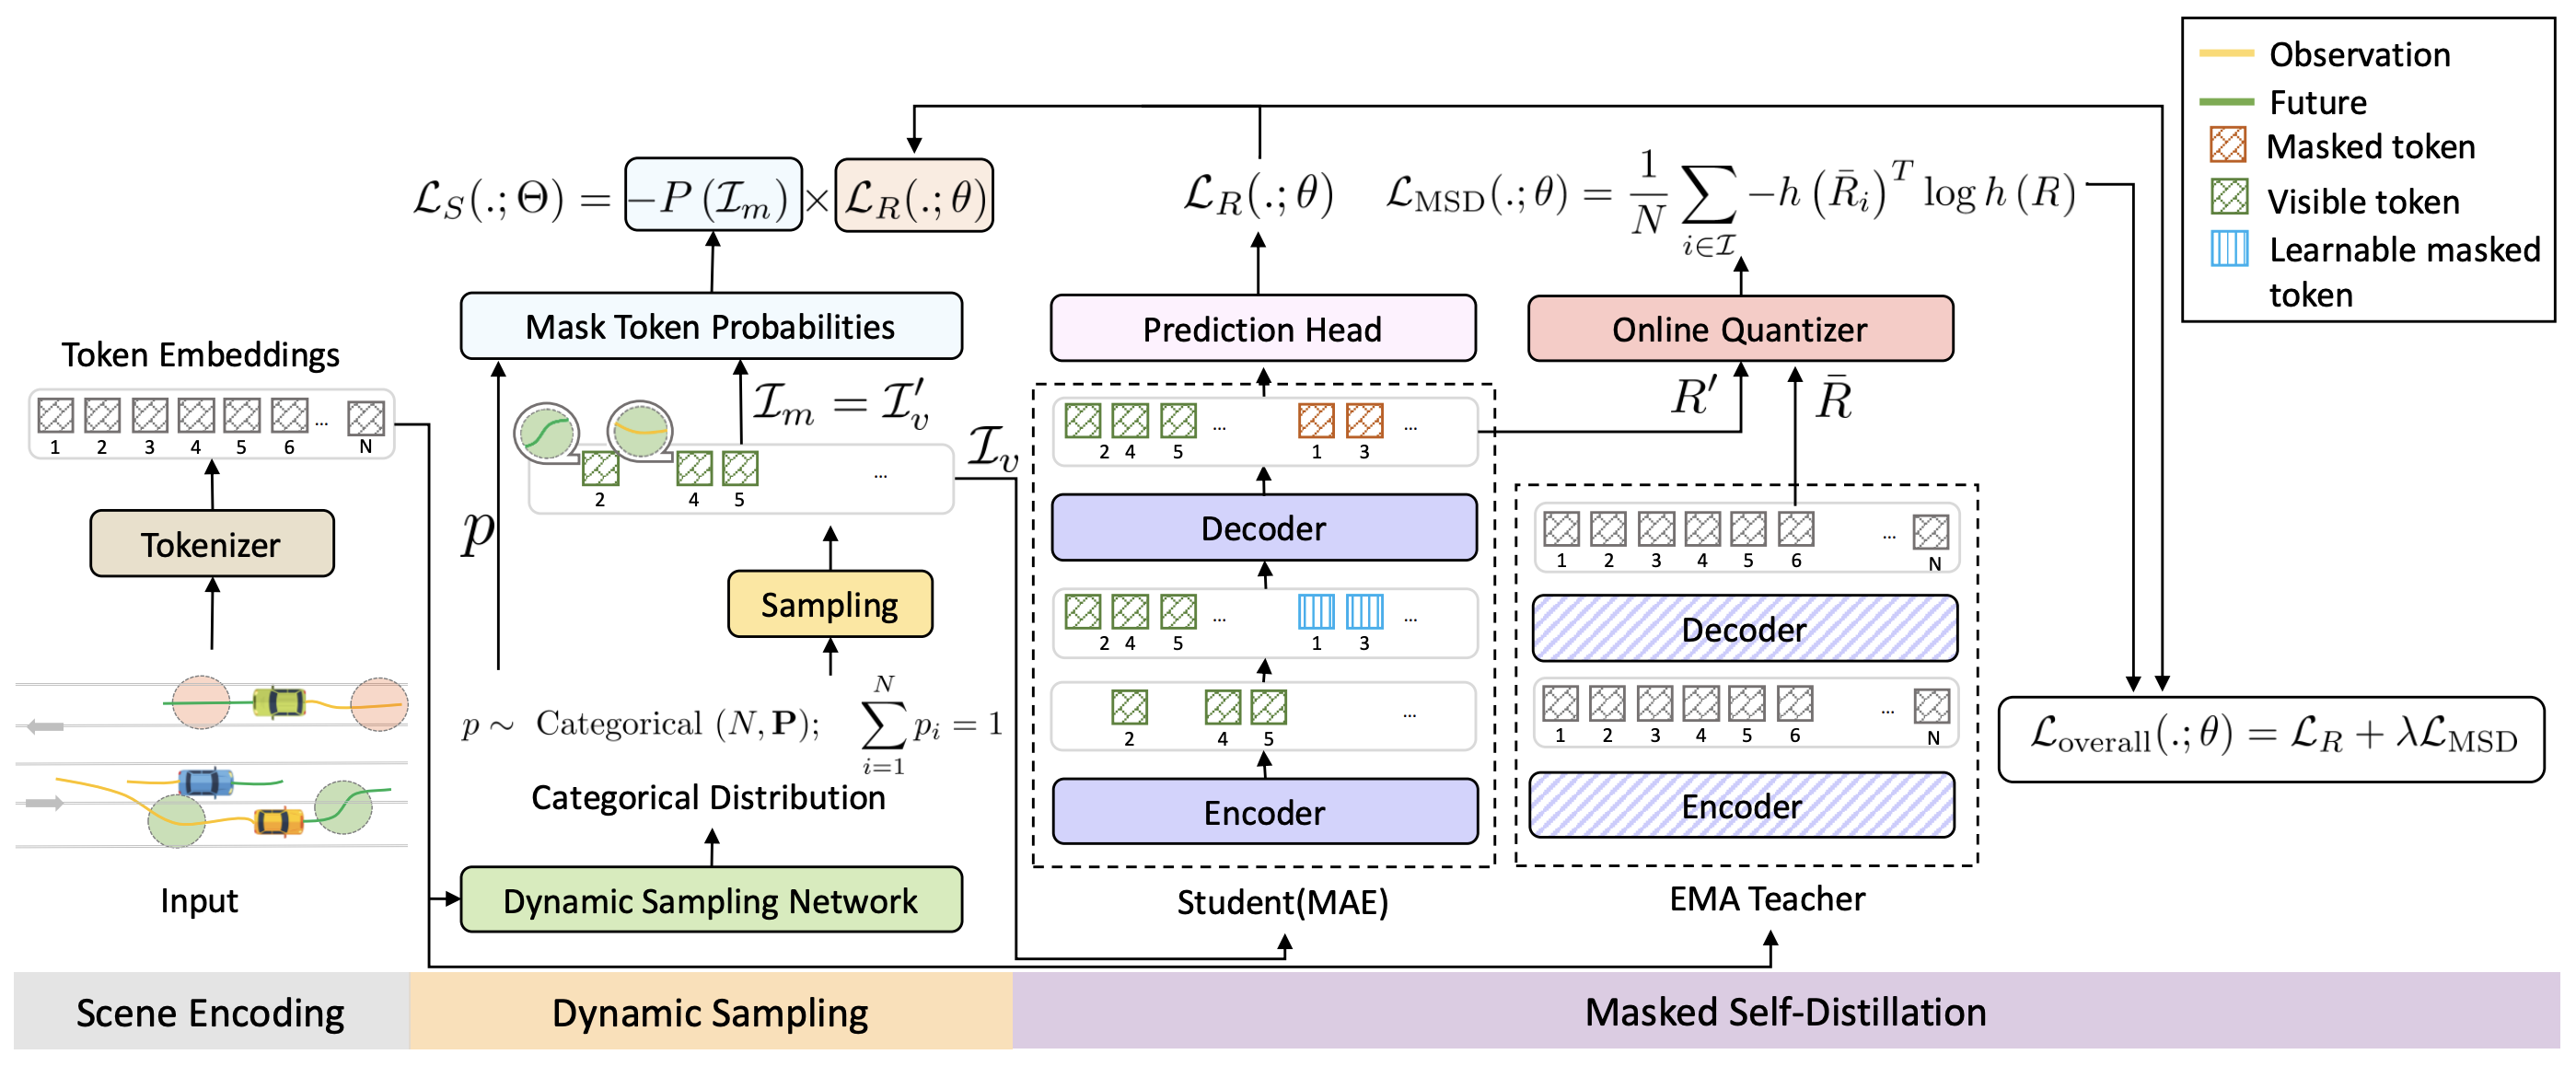 Observation
Future
Masked token
Visible token
Learnable masked
token
Token Embeddings
1 2 3 4 5 6 ... N
Tokenizer
Input
Scene Encoding
$\mathcal{L}_S(.;\Theta) = -P(\mathcal{I}_m) \times \mathcal{L}_R(.;\theta)$
Mask Token Probabilities
$\mathcal{I}_m = \mathcal{I}'_v$
2 4 5 ...
$\mathcal{I}_v$
p
Sampling
$p \sim \text{Categorical}(N, \mathbf{P}); \quad \sum_{i=1}^{N} p_i = 1$
Categorical Distribution
Dynamic Sampling Network
Dynamic Sampling
$\mathcal{L}_R(.;\theta)$
Prediction Head
2 4 5 ... 1 3 ...
Decoder
2 4 5 ... 1 3 ...
2 4 5 ...
Encoder
Student(MAE)
$\mathcal{L}_{\text{MSD}}(.;\theta) = \frac{1}{N} \sum_{i \in \mathcal{I}} -h(\bar{R}_i)^T \log h(R)$
Online Quantizer
$R'$
$\bar{R}$
1 2 3 4 5 6 ... N
Decoder
1 2 3 4 5 6 ... N
Encoder
EMA Teacher
$\mathcal{L}_{\text{overall}}(.;\theta) = \mathcal{L}_R + \lambda \mathcal{L}_{\text{MSD}}$
Masked Self-Distillation